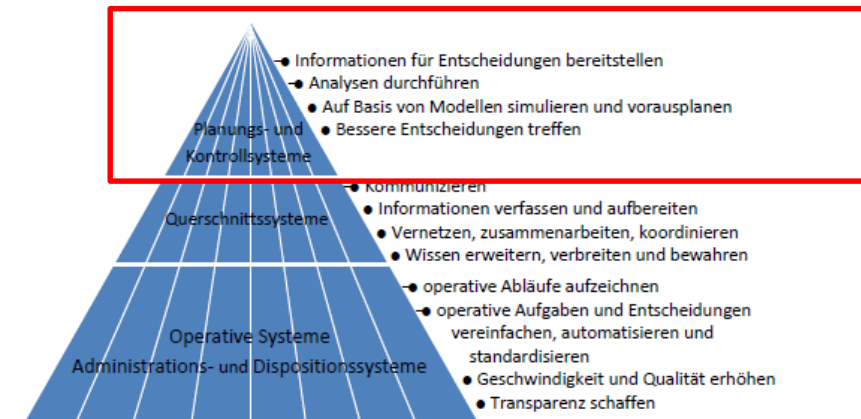 ● Informationen für Entscheidungen bereitstellen
● Analysen durchführen
● Auf Basis von Modellen simulieren und vorausplanen
Planungs- und
● Bessere Entscheidungen treffen
Kontrollsysteme
● Kommunizieren
● Informationen verfassen und aufbereiten
Querschnittssysteme
● Vernetzen, zusammenarbeiten, koordinieren
● Wissen erweitern, verbreiten und bewahren
● operative Abläufe aufzeichnen
● operative Aufgaben und Entscheidungen
vereinfachen, automatisieren und
standardisieren
Operative Systeme
Administrations- und Dispositionssysteme
● Geschwindigkeit und Qualität erhöhen
● Transparenz schaffen